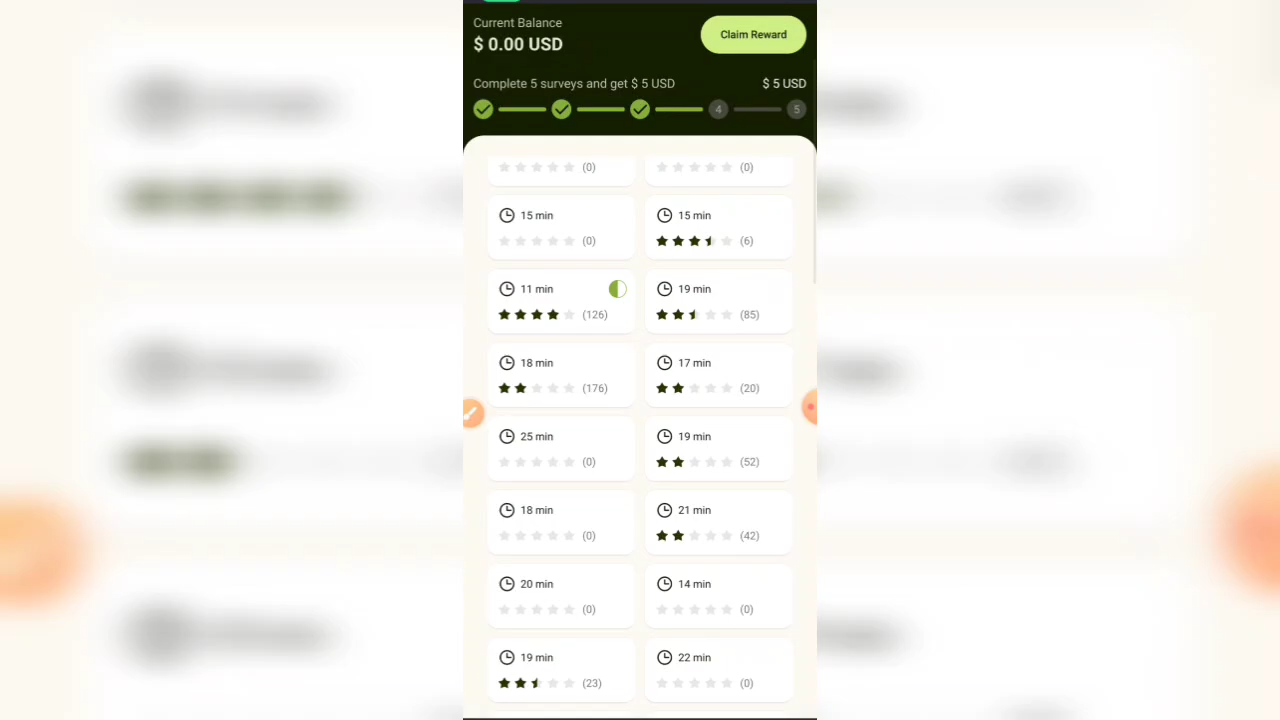 Current Balance
$ 0.00 USD
Claim Reward
Complete 5 surveys and get $ 5 USD
$ 5 USD
4
5
(0)
(0)
15 min
15 min
(0)
(6)
11 min
19 min
(126)
(85)
18 min
17 min
(176)
(20)
25 min
19 min
(0)
(52)
18 min
21 min
(0)
(42)
20 min
14 min
(0)
(0)
19 min
22 min
(23)
(0)